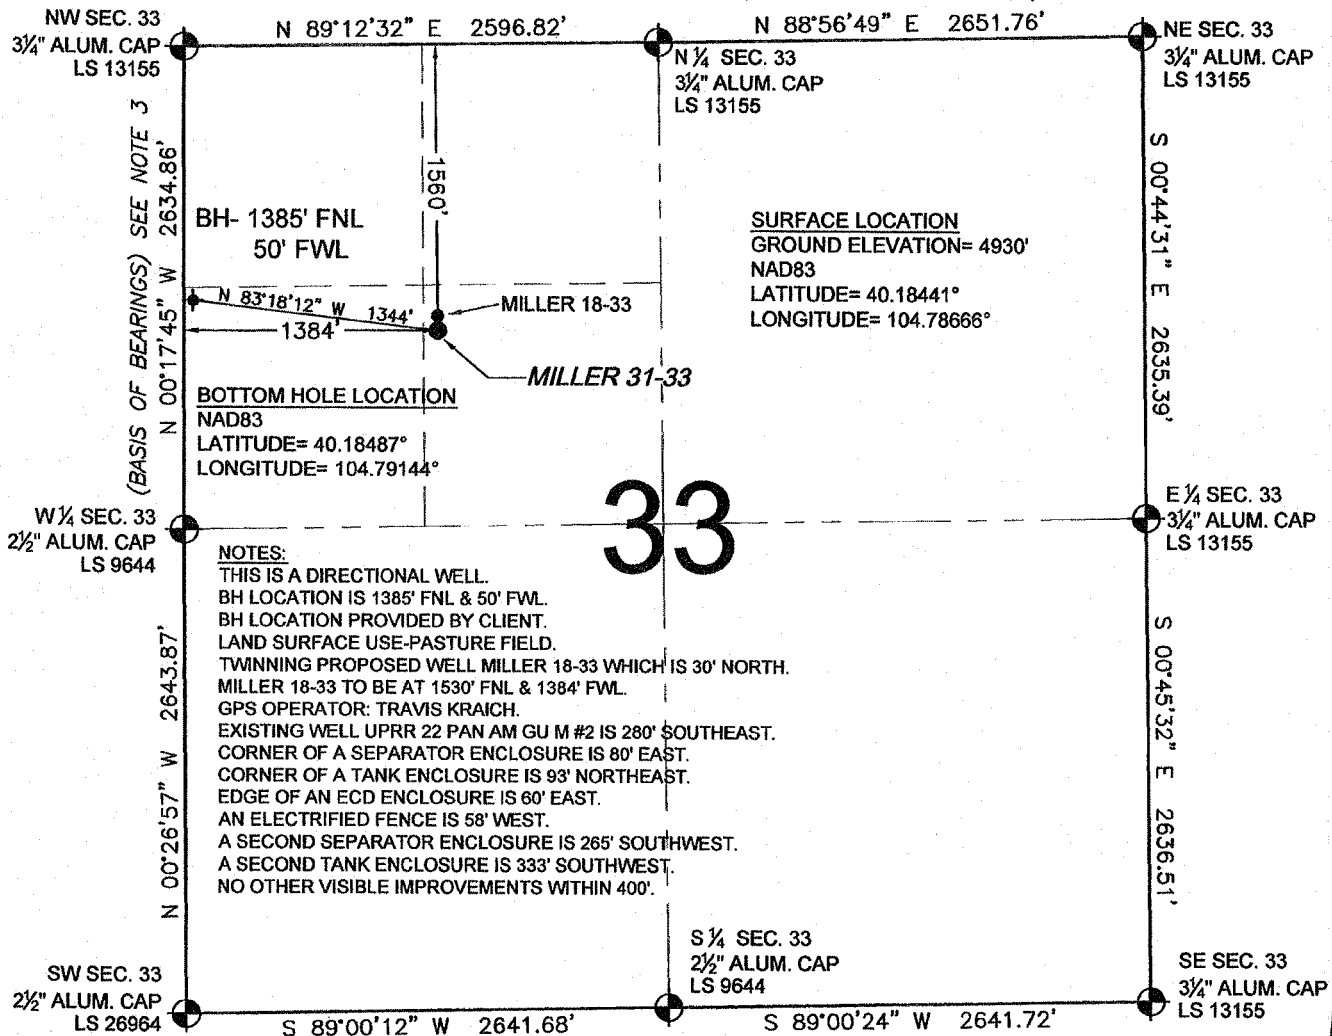 NW SEC. 33
3¼" ALUM. CAP
LS 13155
N 89°12'32" E 2596.82'
N 88°56'49" E 2651.76'
NE SEC. 33
3¼" ALUM. CAP
LS 13155
N ¼ SEC. 33
3¼" ALUM. CAP
LS 13155
(BASIS OF BEARINGS) SEE NOTE 3
N 00°17'45" W 2634.86'
1560'
BH- 1385' FNL
50' FWL
SURFACE LOCATION
GROUND ELEVATION= 4930'
NAD83
LATITUDE= 40.18441°
LONGITUDE= 104.78666°
S 00°44'31" E 2635.39'
N 83°18'12" W 1344'
1384'
MILLER 18-33
MILLER 31-33
BOTTOM HOLE LOCATION
NAD83
LATITUDE= 40.18487°
LONGITUDE= 104.79144°
33
W ¼ SEC. 33
2½" ALUM. CAP
LS 9644
E ¼ SEC. 33
3¼" ALUM. CAP
LS 13155
NOTES:
THIS IS A DIRECTIONAL WELL.
BH LOCATION IS 1385' FNL & 50' FWL.
BH LOCATION PROVIDED BY CLIENT.
LAND SURFACE USE-PASTURE FIELD.
TWINNING PROPOSED WELL MILLER 18-33 WHICH IS 30' NORTH.
MILLER 18-33 TO BE AT 1530' FNL & 1384' FWL.
GPS OPERATOR: TRAVIS KRAICH.
EXISTING WELL UPRR 22 PAN AM GU M #2 IS 280' SOUTHEAST.
CORNER OF A SEPARATOR ENCLOSURE IS 80' EAST.
CORNER OF A TANK ENCLOSURE IS 93' NORTHEAST.
EDGE OF AN ECD ENCLOSURE IS 60' EAST.
AN ELECTRIFIED FENCE IS 58' WEST.
A SECOND SEPARATOR ENCLOSURE IS 265' SOUTHWEST.
A SECOND TANK ENCLOSURE IS 333' SOUTHWEST.
NO OTHER VISIBLE IMPROVEMENTS WITHIN 400'.
N 00°26'57" W 2643.87'
S 00°45'32" E 2636.51'
SW SEC. 33
2½" ALUM. CAP
LS 26964
S 89°00'12" W 2641.68'
S ¼ SEC. 33
2½" ALUM. CAP
LS 9644
S 89°00'24" W 2641.72'
SE SEC. 33
3¼" ALUM. CAP
LS 13155